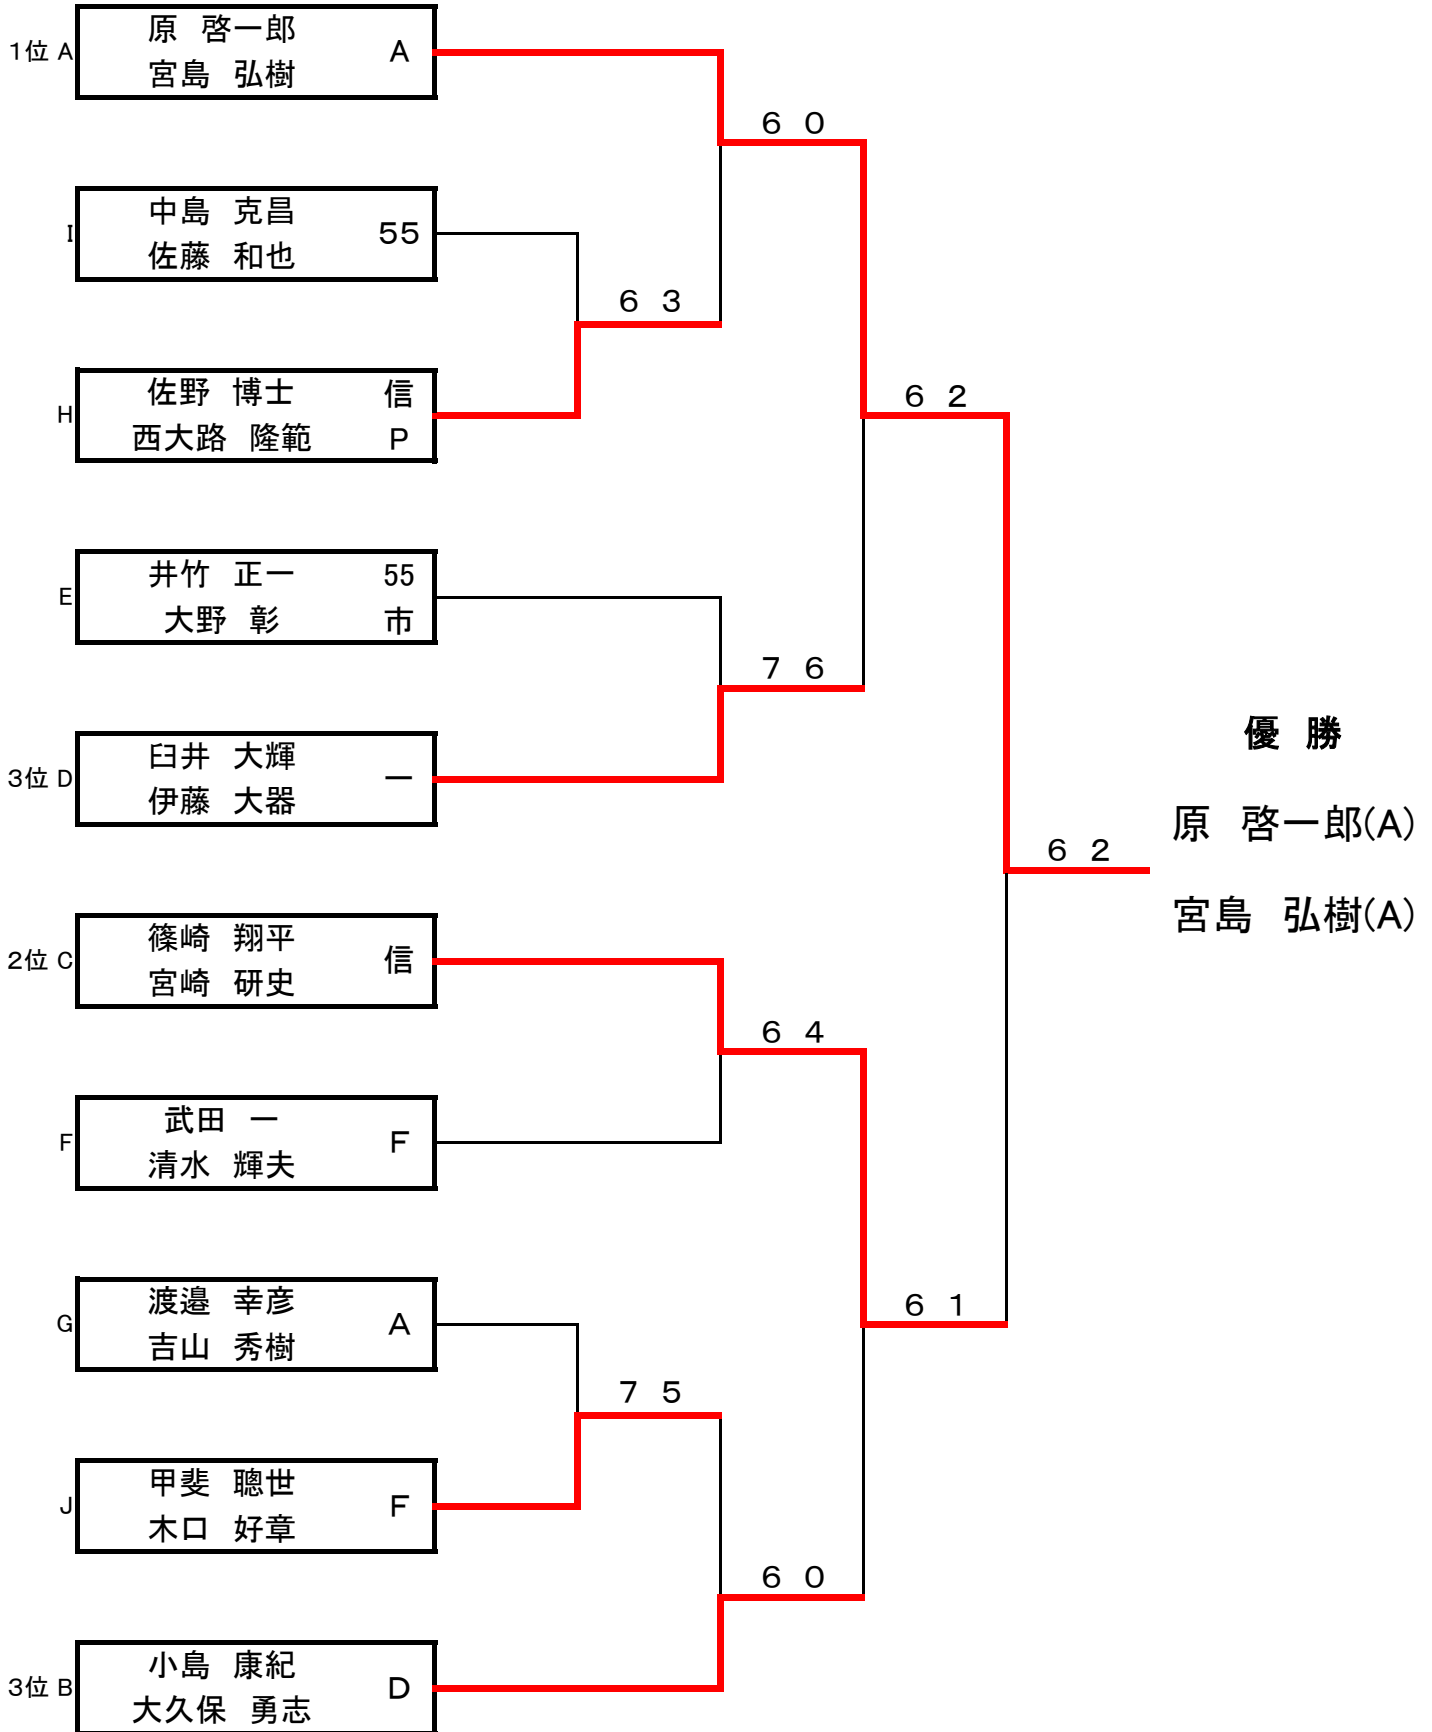 原 啓一郎
1位 A A
宮島 弘樹
6 0
中島 克昌
I 55
佐藤 和也
6 3
佐野 博士 信
H
西大路 隆範 P
6 2
井竹 正一 55
E
大野 彰 市
7 6
臼井 大輝
3位 D 一
伊藤 大器
優 勝
原 啓一郎(A)
6 2
宮島 弘樹(A)
篠崎 翔平
2位 C 信
宮崎 研史
6 4
武田 一
F F
清水 輝夫
渡邉 幸彦
G A
吉山 秀樹
6 1
7 5
甲斐 聰世
J F
木口 好章
6 0
小島 康紀
3位 B D
大久保 勇志